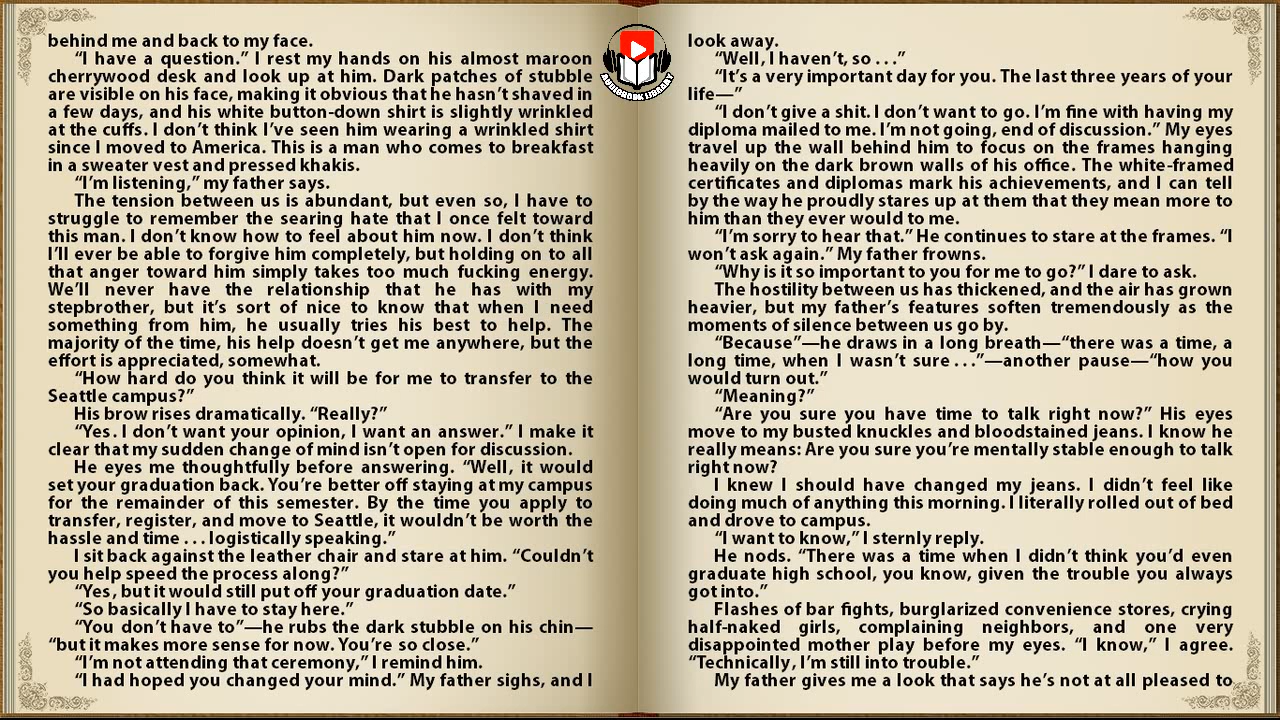 behind me and back to my face.
“I have a question.” I rest my hands on his almost maroon
cherrywood desk and look up at him. Dark patches of stubble
are visible on his face, making it obvious that he hasn’t shaved in
a few days, and his white button-down shirt is slightly wrinkled
at the cuffs. I don’t think I’ve seen him wearing a wrinkled shirt
since I moved to America. This is a man who comes to breakfast
in a sweater vest and pressed khakis.
“I’m listening,” my father says.
The tension between us is abundant, but even so, I have to
struggle to remember the searing hate that I once felt toward
this man. I don’t know how to feel about him now. I don’t think
I’ll ever be able to forgive him completely, but holding on to all
that anger toward him simply takes too much fucking energy.
We’ll never have the relationship that he has with my
stepbrother, but it’s sort of nice to know that when I need
something from him, he usually tries his best to help. The
majority of the time, his help doesn’t get me anywhere, but the
effort is appreciated, somewhat.
“How hard do you think it will be for me to transfer to the
Seattle campus?”
His brow rises dramatically. “Really?”
“Yes. I don’t want your opinion, I want an answer.” I make it
clear that my sudden change of mind isn’t open for discussion.
He eyes me thoughtfully before answering. “Well, it would
set your graduation back. You’re better off staying at my campus
for the remainder of this semester. By the time you apply to
transfer, register, and move to Seattle, it wouldn’t be worth the
hassle and time . . . logistically speaking.”
I sit back against the leather chair and stare at him. “Couldn’t
you help speed the process along?”
“Yes, but it would still put off your graduation date.”
“So basically I have to stay here.”
“You don’t have to”—he rubs the dark stubble on his chin—
“but it makes more sense for now. You’re so close.”
“I’m not attending that ceremony,” I remind him.
“I had hoped you changed your mind.” My father sighs, and I
AUDIOBOOK LIBRARY
look away.
“Well, I haven’t, so . . .”
“It’s a very important day for you. The last three years of your
life—”
“I don’t give a shit. I don’t want to go. I’m fine with having my
diploma mailed to me. I’m not going, end of discussion.” My eyes
travel up the wall behind him to focus on the frames hanging
heavily on the dark brown walls of his office. The white-framed
certificates and diplomas mark his achievements, and I can tell
by the way he proudly stares up at them that they mean more to
him than they ever would to me.
“I’m sorry to hear that.” He continues to stare at the frames. “I
won’t ask again.” My father frowns.
“Why is it so important to you for me to go?” I dare to ask.
The hostility between us has thickened, and the air has grown
heavier, but my father’s features soften tremendously as the
moments of silence between us go by.
“Because”—he draws in a long breath—“there was a time, a
long time, when I wasn’t sure . . .”—another pause—“how you
would turn out.”
“Meaning?”
“Are you sure you have time to talk right now?” His eyes
move to my busted knuckles and bloodstained jeans. I know he
really means: Are you sure you’re mentally stable enough to talk
right now?
I knew I should have changed my jeans. I didn’t feel like
doing much of anything this morning. I literally rolled out of bed
and drove to campus.
“I want to know,” I sternly reply.
He nods. “There was a time when I didn’t think you’d even
graduate high school, you know, given the trouble you always
got into.”
Flashes of bar fights, burglarized convenience stores, crying
half-naked girls, complaining neighbors, and one very
disappointed mother play before my eyes. “I know,” I agree.
“Technically, I’m still into trouble.”
My father gives me a look that says he’s not at all pleased to